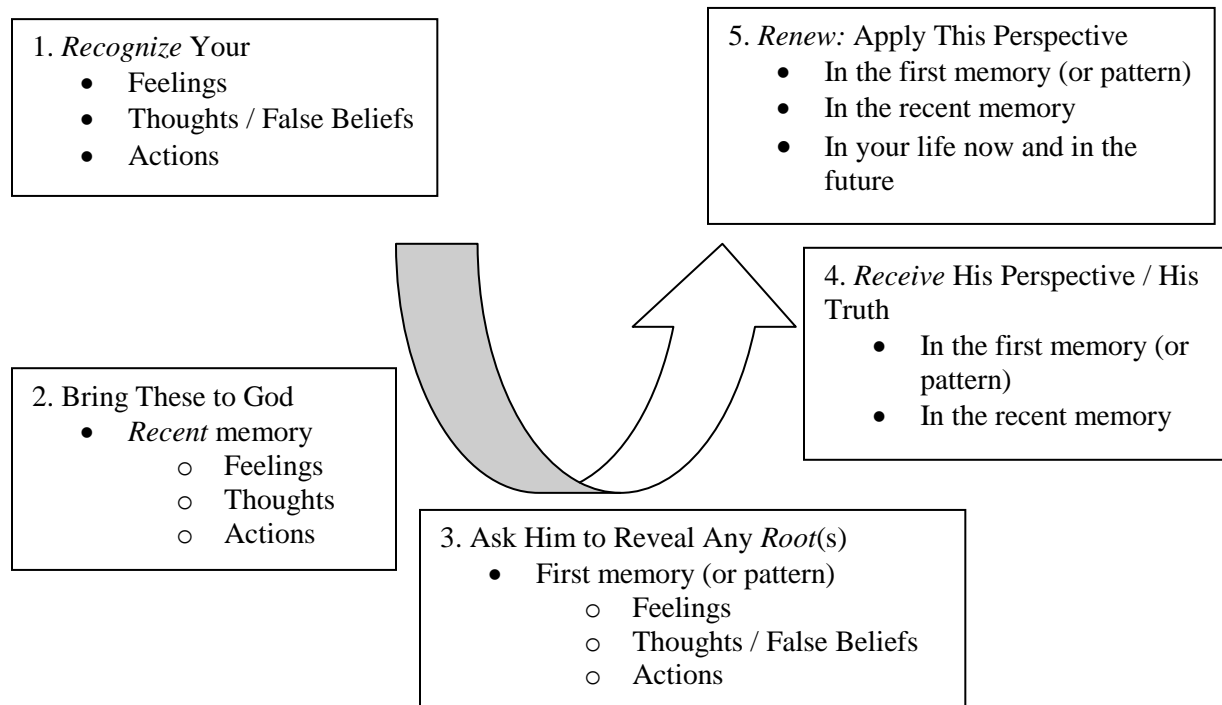 1. Recognize Your
• Feelings
• Thoughts / False Beliefs
• Actions
2. Bring These to God
• Recent memory
o Feelings
o Thoughts
o Actions
3. Ask Him to Reveal Any Root(s)
• First memory (or pattern)
o Feelings
o Thoughts / False Beliefs
o Actions
4. Receive His Perspective / His
Truth
• In the first memory (or
pattern)
• In the recent memory
5. Renew: Apply This Perspective
• In the first memory (or pattern)
• In the recent memory
• In your life now and in the
future